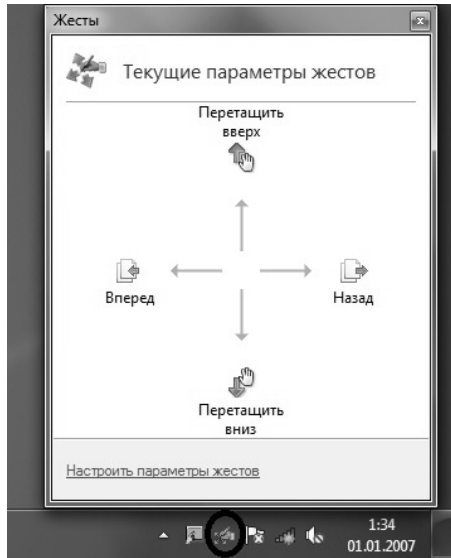 Жесты
Текущие параметры жестов
Перетащить
вверх
Вперед
Назад
Перетащить
вниз
Настроить параметры жестов
1:34
01.01.2007